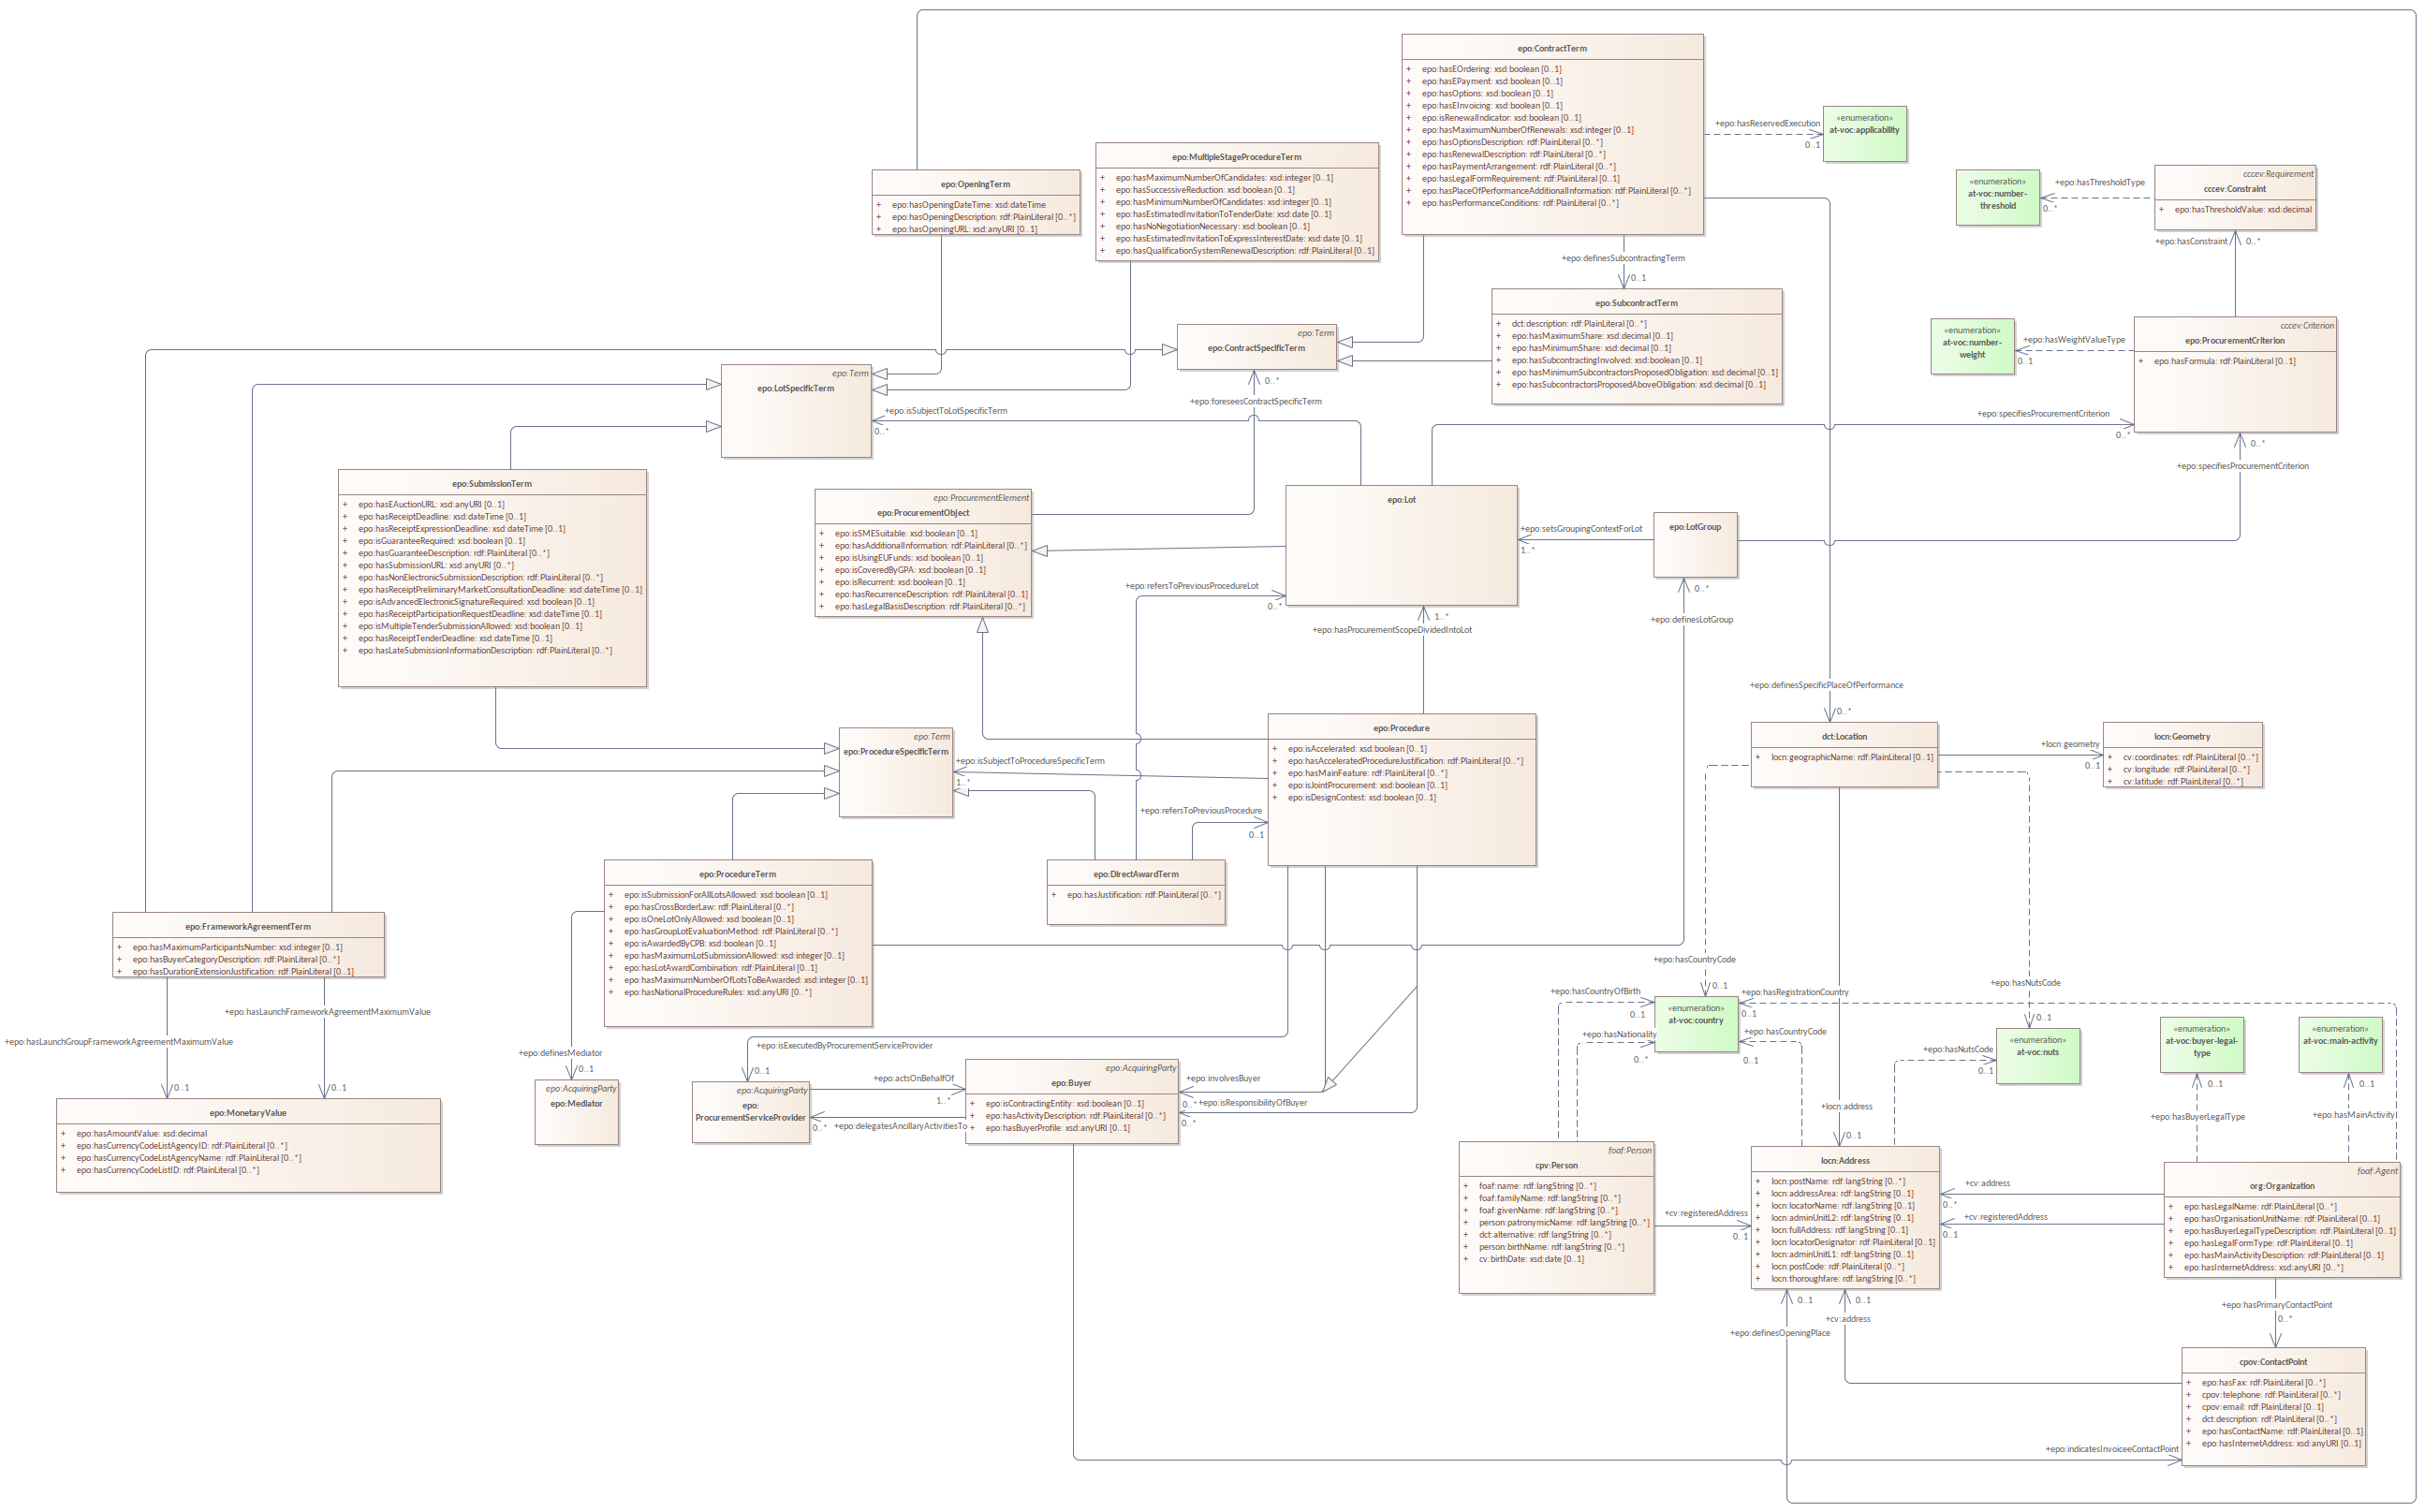 epo:ContractTerm
+ epo:hasEOrdering: xsd:boolean [0..1]
+ epo:hasEPayment: xsd:boolean [0..1]
+ epo:hasOptions: xsd:boolean [0..1]
+ epo:hasEInvoicing: xsd:boolean [0..1]
+ epo:isRenewalIndicator: xsd:boolean [0..1]
+ epo:hasMaximumNumberOfRenewals: xsd:integer [0..1]
+ epo:hasOptionsDescription: rdf:PlainLiteral [0..*]
+ epo:hasRenewalDescription: rdf:PlainLiteral [0..*]
+ epo:hasPaymentArrangement: rdf:PlainLiteral [0..*]
+ epo:hasLegalFormRequirement: rdf:PlainLiteral [0..1]
+ epo:hasPlaceOfPerformanceAdditionalInformation: rdf:PlainLiteral [0..*]
+ epo:hasPerformanceConditions: rdf:PlainLiteral [0..*]
+epo:hasReservedExecution
0..1
«enumeration»
at-voc:applicability
epo:OpeningTerm
+ epo:hasOpeningDateTime: xsd:dateTime
+ epo:hasOpeningDescription: rdf:PlainLiteral [0..*]
+ epo:hasOpeningURL: xsd:anyURI [0..1]
epo:MultipleStageProcedureTerm
+ epo:hasMaximumNumberOfCandidates: xsd:integer [0..1]
+ epo:hasSuccessiveReduction: xsd:boolean [0..1]
+ epo:hasMinimumNumberOfCandidates: xsd:integer [0..1]
+ epo:hasEstimatedInvitationToTenderDate: xsd:date [0..1]
+ epo:hasNoNegotiationNecessary: xsd:boolean [0..1]
+ epo:hasEstimatedInvitationToExpressInterestDate: xsd:date [0..1]
+ epo:hasQualificationSystemRenewalDescription: rdf:PlainLiteral [0..1]
«enumeration»
at-voc:number-
threshold
+epo:hasThresholdType
0..*
cccev:Requirement
cccev:Constraint
+ epo:hasThresholdValue: xsd:decimal
+epo:hasConstraint
0..*
+epo:definesSubcontractingTerm
0..1
epo:SubcontractTerm
+ dct:description: rdf:PlainLiteral [0..*]
+ epo:hasMaximumShare: xsd:decimal [0..1]
+ epo:hasMinimumShare: xsd:decimal [0..1]
+ epo:hasSubcontractingInvolved: xsd:boolean [0..1]
+ epo:hasMinimumSubcontractorsProposedObligation: xsd:decimal [0..1]
+ epo:hasSubcontractorsProposedAboveObligation: xsd:decimal [0..1]
«enumeration»
at-voc:number-
weight
+epo:hasWeightValueType
0..1
cccev:Criterion
epo:ProcurementCriterion
+ epo:hasFormula: rdf:PlainLiteral [0..1]
epo:Term
epo:ContractSpecificTerm
0..*
+epo:foreseesContractSpecificTerm
epo:Term
epo:LotSpecificTerm
+epo:isSubjectToLotSpecificTerm
0..*
+epo:specifiesProcurementCriterion
0..*
0..*
+epo:specifiesProcurementCriterion
epo:SubmissionTerm
+ epo:hasEAuctionURL: xsd:anyURI [0..1]
+ epo:hasReceiptDeadline: xsd:dateTime [0..1]
+ epo:hasReceiptExpressionDeadline: xsd:dateTime [0..1]
+ epo:isGuaranteeRequired: xsd:boolean [0..1]
+ epo:hasGuaranteeDescription: rdf:PlainLiteral [0..*]
+ epo:hasSubmissionURL: xsd:anyURI [0..*]
+ epo:hasNonElectronicSubmissionDescription: rdf:PlainLiteral [0..*]
+ epo:hasReceiptPreliminaryMarketConsultationDeadline: xsd:dateTime [0..1]
+ epo:isAdvancedElectronicSignatureRequired: xsd:boolean [0..1]
+ epo:hasReceiptParticipationRequestDeadline: xsd:dateTime [0..1]
+ epo:isMultipleTenderSubmissionAllowed: xsd:boolean [0..1]
+ epo:hasReceiptTenderDeadline: xsd:dateTime [0..1]
+ epo:hasLateSubmissionInformationDescription: rdf:PlainLiteral [0..*]
epo:ProcurementElement
epo:ProcurementObject
+ epo:isSMESuitable: xsd:boolean [0..1]
+ epo:hasAdditionalInformation: rdf:PlainLiteral [0..*]
+ epo:isUsingEUFunds: xsd:boolean [0..1]
+ epo:isCoveredByGPA: xsd:boolean [0..1]
+ epo:isRecurrent: xsd:boolean [0..1]
+ epo:hasRecurrenceDescription: rdf:PlainLiteral [0..1]
+ epo:hasLegalBasisDescription: rdf:PlainLiteral [0..*]
epo:Lot
+epo:setsGroupingContextForLot
1..*
epo:LotGroup
0..*
+epo:definesLotGroup
+epo:refersToPreviousProcedureLot
0..*
1..*
+epo:hasProcurementScopeDividedIntoLot
+epo:definesSpecificPlaceOfPerformance
0..*
epo:Procedure
+ epo:isAccelerated: xsd:boolean [0..1]
+ epo:hasAcceleratedProcedureJustification: rdf:PlainLiteral [0..*]
+ epo:hasMainFeature: rdf:PlainLiteral [0..*]
+ epo:isJointProcurement: xsd:boolean [0..1]
+ epo:isDesignContest: xsd:boolean [0..1]
epo:Term
epo:ProcedureSpecificTerm
+epo:isSubjectToProcedureSpecificTerm
1..*
+epo:refersToPreviousProcedure
0..1
dct:Location
+ locn:geographicName: rdf:PlainLiteral [0..1]
+locn:geometry
0..1
locn:Geometry
+ cv:coordinates: rdf:PlainLiteral [0..*]
+ cv:longitude: rdf:PlainLiteral [0..*]
+ cv:latitude: rdf:PlainLiteral [0..*]
epo:ProcedureTerm
+ epo:isSubmissionForAllLotsAllowed: xsd:boolean [0..1]
+ epo:hasCrossBorderLaw: rdf:PlainLiteral [0..*]
+ epo:isOneLotOnlyAllowed: xsd:boolean [0..1]
+ epo:hasGroupLotEvaluationMethod: rdf:PlainLiteral [0..*]
+ epo:isAwardedByCPB: xsd:boolean [0..1]
+ epo:hasMaximumLotSubmissionAllowed: xsd:integer [0..1]
+ epo:hasLotAwardCombination: rdf:PlainLiteral [0..1]
+ epo:hasMaximumNumberOfLotsToBeAwarded: xsd:integer [0..1]
+ epo:hasNationalProcedureRules: xsd:anyURI [0..*]
epo:DirectAwardTerm
+ epo:hasJustification: rdf:PlainLiteral [0..*]
epo:FrameworkAgreementTerm
+ epo:hasMaximumParticipantsNumber: xsd:integer [0..1]
+ epo:hasBuyerCategoryDescription: rdf:PlainLiteral [0..*]
+ epo:hasDurationExtensionJustification: rdf:PlainLiteral [0..1]
+epo:hasLaunchFrameworkAgreementMaximumValue
+epo:hasLaunchGroupFrameworkAgreementMaximumValue
0..1
0..1
epo:MonetaryValue
+ epo:hasAmountValue: xsd:decimal
+ epo:hasCurrencyCodeListAgencyID: rdf:PlainLiteral [0..*]
+ epo:hasCurrencyCodeListAgencyName: rdf:PlainLiteral [0..*]
+ epo:hasCurrencyCodeListID: rdf:PlainLiteral [0..*]
+epo:definesMediator
0..1
epo:AcquiringParty
epo:Mediator
+epo:isExecutedByProcurementServiceProvider
0..1
epo:AcquiringParty
epo:
ProcurementServiceProvider
+epo:actsOnBehalfOf
1..*
0..*
+epo:delegatesAncillaryActivitiesTo
epo:AcquiringParty
epo:Buyer
+ epo:isContractingEntity: xsd:boolean [0..1]
+ epo:hasActivityDescription: rdf:PlainLiteral [0..*]
+ epo:hasBuyerProfile: xsd:anyURI [0..1]
+epo:involvesBuyer
0..*
+epo:isResponsibilityOfBuyer
0..*
+epo:hasCountryCode
0..1
+epo:hasCountryOfBirth
0..1
+epo:hasNationality
0..*
«enumeration»
at-voc:country
+epo:hasRegistrationCountry
0..1
+epo:hasCountryCode
0..1
+epo:hasNutsCode
0..1
«enumeration»
at-voc:nuts
+epo:hasNutsCode
0..1
«enumeration»
at-voc:buyer-legal-
type
«enumeration»
at-voc:main-activity
0..1
+epo:hasBuyerLegalType
0..1
+epo:hasMainActivity
+locn:address
0..1
foaf:Person
cpv:Person
+ foaf:name: rdf:langString [0..*]
+ foaf:familyName: rdf:langString [0..*]
+ foaf:givenName: rdf:langString [0..*]
+ person:patronymicName: rdf:langString [0..*]
+ dct:alternative: rdf:langString [0..*]
+ person:birthName: rdf:langString [0..*]
+ cv:birthDate: xsd:date [0..1]
+cv:registeredAddress
0..1
locn:Address
+ locn:postName: rdf:langString [0..*]
+ locn:addressArea: rdf:langString [0..1]
+ locn:locatorName: rdf:langString [0..1]
+ locn:adminUnitL2: rdf:langString [0..1]
+ locn:fullAddress: rdf:langString [0..1]
+ locn:locatorDesignator: rdf:PlainLiteral [0..1]
+ locn:adminUnitL1: rdf:langString [0..1]
+ locn:postCode: rdf:PlainLiteral [0..*]
+ locn:thoroughfare: rdf:langString [0..*]
+cv:address
0..*
+cv:registeredAddress
0..1
foaf:Agent
org:Organization
+ epo:hasLegalName: rdf:PlainLiteral [0..*]
+ epo:hasOrganisationUnitName: rdf:PlainLiteral [0..1]
+ epo:hasBuyerLegalTypeDescription: rdf:PlainLiteral [0..1]
+ epo:hasLegalFormType: rdf:PlainLiteral [0..1]
+ epo:hasMainActivityDescription: rdf:PlainLiteral [0..1]
+ epo:hasInternetAddress: xsd:anyURI [0..*]
+epo:hasPrimaryContactPoint
0..*
0..1
+epo:definesOpeningPlace
0..1
+cv:address
cpov:ContactPoint
+ epo:hasFax: rdf:PlainLiteral [0..*]
+ cpov:telephone: rdf:PlainLiteral [0..*]
+ cpov:email: rdf:PlainLiteral [0..1]
+ dct:description: rdf:PlainLiteral [0..*]
+ epo:hasContactName: rdf:PlainLiteral [0..1]
+ epo:hasInternetAddress: xsd:anyURI [0..1]
+epo:indicatesInvoiceeContactPoint